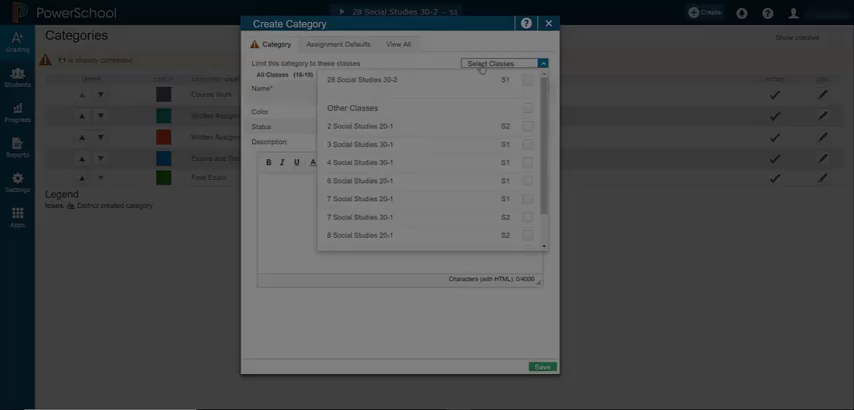 PowerSchool
28 Social Studies 30-2 - S1
Create
Categories
Show Inactive
Y1 is already completed
Grading
Students
Progress
Reports
Settings
Apps
Course Work
Written Assign
Written Assign
Exams and Tes
Final Exam
Legend
Icons
District created category
Create Category
Category
Assignment Defaults
View All
Limit this category to these classes
Select Classes
All Classes (18-19)
Name*
Color
Status
Description
B I U A
28 Social Studies 30-2 S1
Other Classes
2 Social Studies 20-1 S2
3 Social Studies 30-1 S1
4 Social Studies 30-1 S1
6 Social Studies 20-1 S1
7 Social Studies 20-1 S1
7 Social Studies 30-1 S2
8 Social Studies 20-1 S2
Characters (with HTML): 0/4000
Save